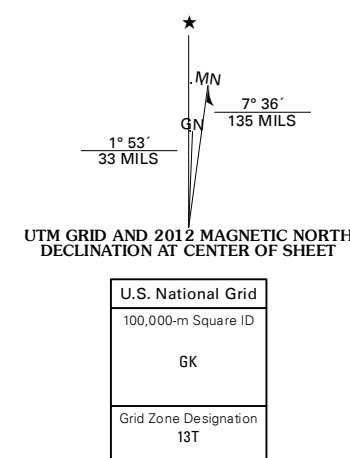 ★
MN
GN
7° 36´
135 MILS
1° 53´
33 MILS
UTM GRID AND 2012 MAGNETIC NORTH
DECLINATION AT CENTER OF SHEET
U.S. National Grid
100,000-m Square ID
GK
Grid Zone Designation
13T